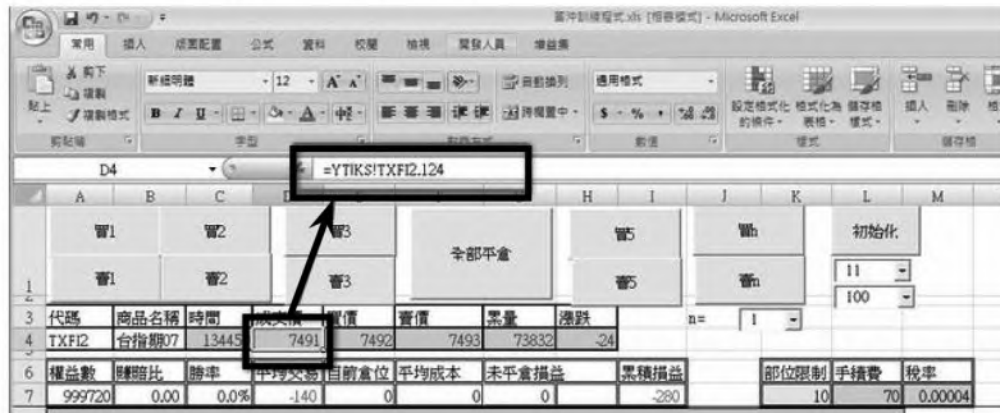 當沖訓練程式.xls [相容模式] - Microsoft Excel
常用 插入 版面配置 公式 資料 校閱 檢視 開發人員 增益集
剪下
複製
貼上 複製格式
剪貼簿
新細明體 12 A A
B I U A 中
字型
自動換列
跨欄置中
對齊方式
通用格式
$ % ,
數值
設定格式化的條件 格式化為表格 儲存格樣式
樣式
插入 刪除
儲存格
D4 =YTIKS!TXFI2.124
A B C D H I J K L M
買1 買2 買3 全部平倉 買5 買n 初始化
賣1 賣2 賣3 賣5 賣n 11
100
1
2
3 代碼 商品名稱 時間 成交價 買價 賣價 累量 漲跌 n= 1
4 TXFI2 台指期07 13445 7491 7492 7493 73832 -24
6 權益數 賺賠比 勝率 平均交易 目前倉位 平均成本 未平倉損益 累積損益 部位限制 手續費 稅率
7 999720 0.00 0.0% -140 0 0 0 -280 10 70 0.00004